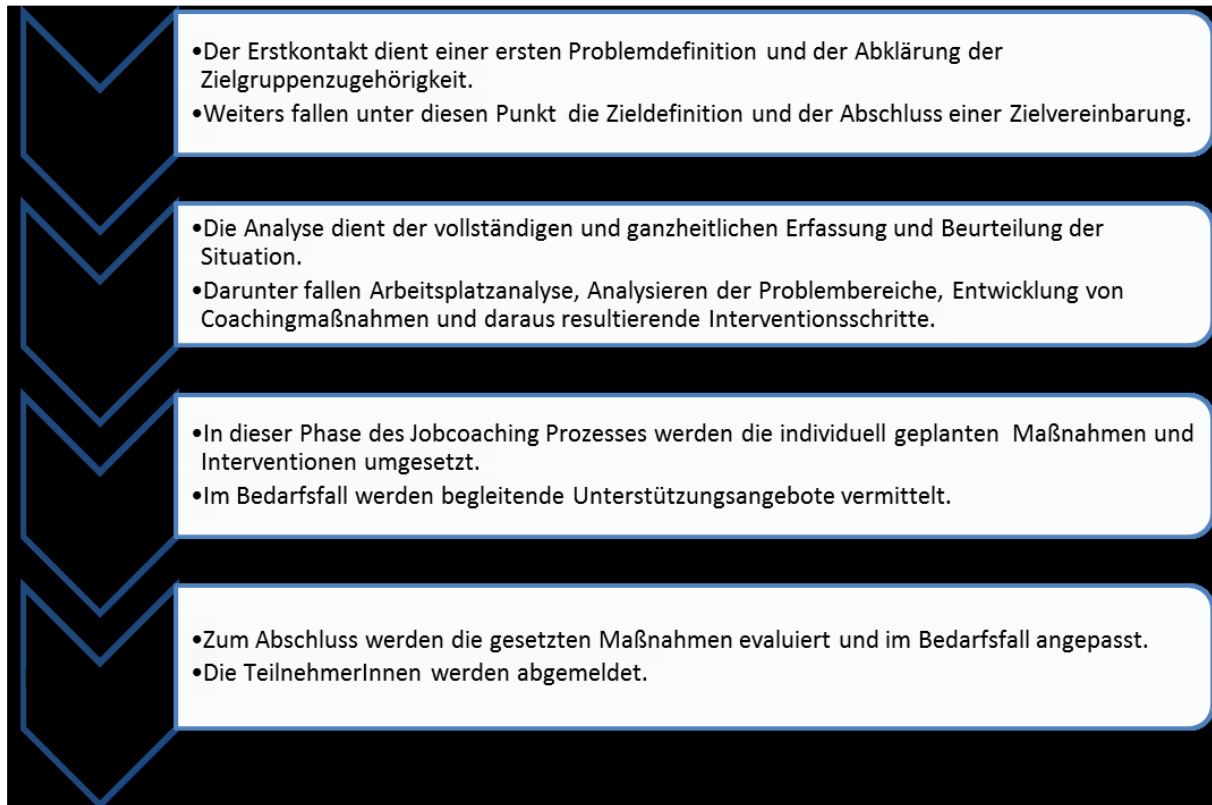 •Der Erstkontakt dient einer ersten Problemdefinition und der Abklärung der
Zielgruppenzugehörigkeit.
•Weiters fallen unter diesen Punkt die Zieldefinition und der Abschluss einer Zielvereinbarung.
•Die Analyse dient der vollständigen und ganzheitlichen Erfassung und Beurteilung der
Situation.
•Darunter fallen Arbeitsplatzanalyse, Analysieren der Problembereiche, Entwicklung von
Coachingmaßnahmen und daraus resultierende Interventionsschritte.
•In dieser Phase des Jobcoaching Prozesses werden die individuell geplanten Maßnahmen und
Interventionen umgesetzt.
•Im Bedarfsfall werden begleitende Unterstützungsangebote vermittelt.
•Zum Abschluss werden die gesetzten Maßnahmen evaluiert und im Bedarfsfall angepasst.
•Die TeilnehmerInnen werden abgemeldet.